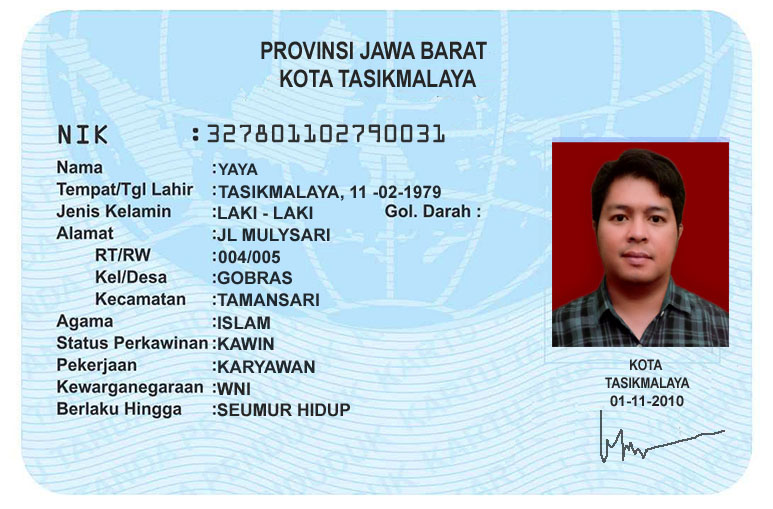 PROVINSI JAWA BARAT
KOTA TASIKMALAYA
NIK :327801102790031
Nama :YAYA
Tempat/Tgl Lahir :TASIKMALAYA, 11 -02-1979
Jenis Kelamin :LAKI - LAKI Gol. Darah :
Alamat :JL MULYSARI
RT/RW :004/005
Kel/Desa :GOBRAS
Kecamatan :TAMANSARI
Agama :ISLAM
Status Perkawinan :KAWIN
Pekerjaan :KARYAWAN
Kewarganegaraan :WNI
Berlaku Hingga :SEUMUR HIDUP
KOTA
TASIKMALAYA
01-11-2010